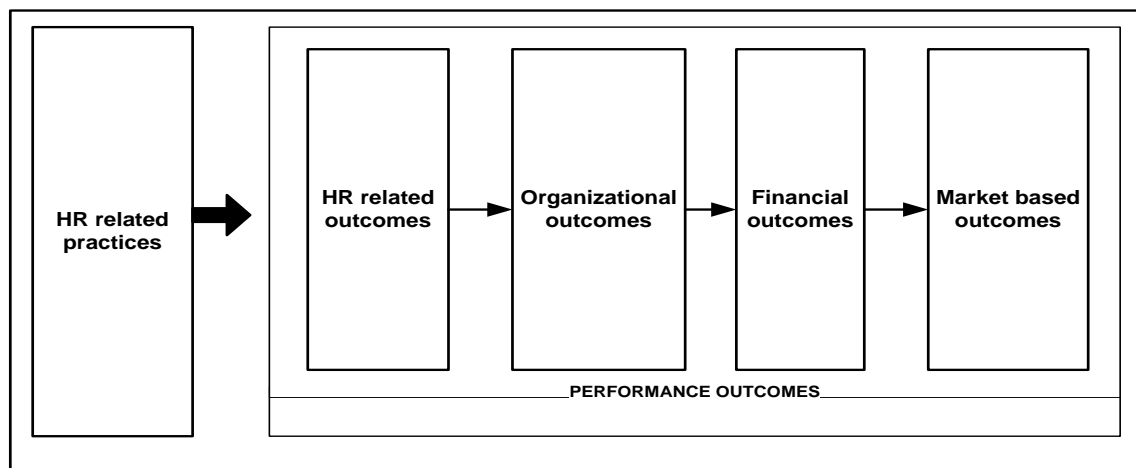 HR related
practices
HR related
outcomes
Organizational
outcomes
Financial
outcomes
Market based
outcomes
PERFORMANCE OUTCOMES